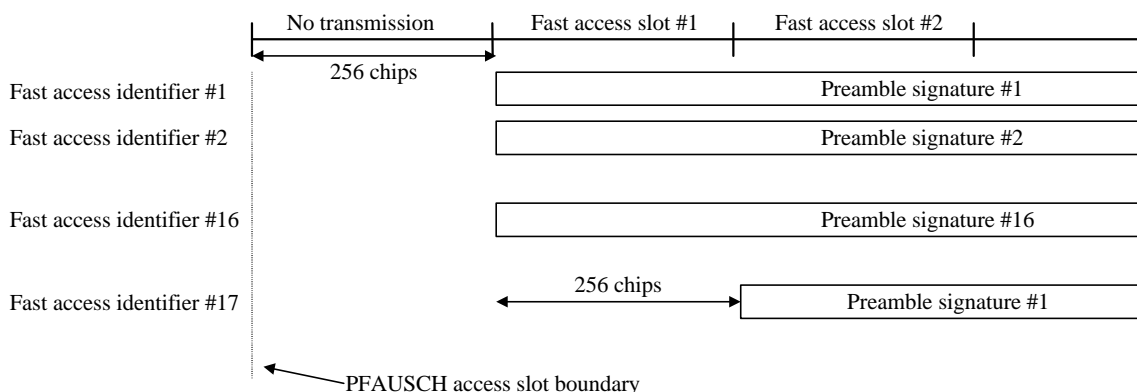 No transmission
Fast access slot #1
Fast access slot #2
256 chips
Fast access identifier #1
Preamble signature #1
Fast access identifier #2
Preamble signature #2
Fast access identifier #16
Preamble signature #16
256 chips
Fast access identifier #17
Preamble signature #1
PFAUSCH access slot boundary